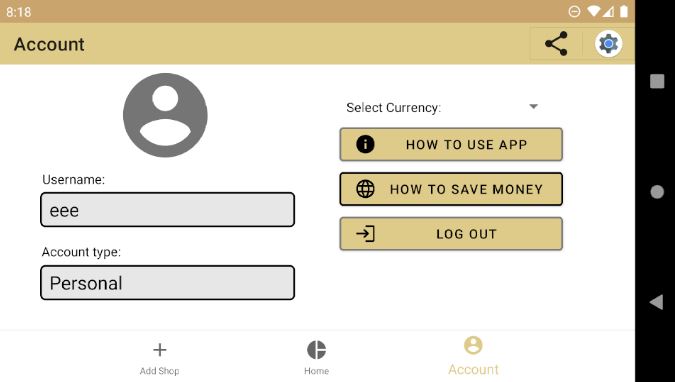 8:18
Account
Username:
eee
Account type:
Personal
Select Currency:
HOW TO USE APP
HOW TO SAVE MONEY
LOG OUT
Add Shop
Home
Account